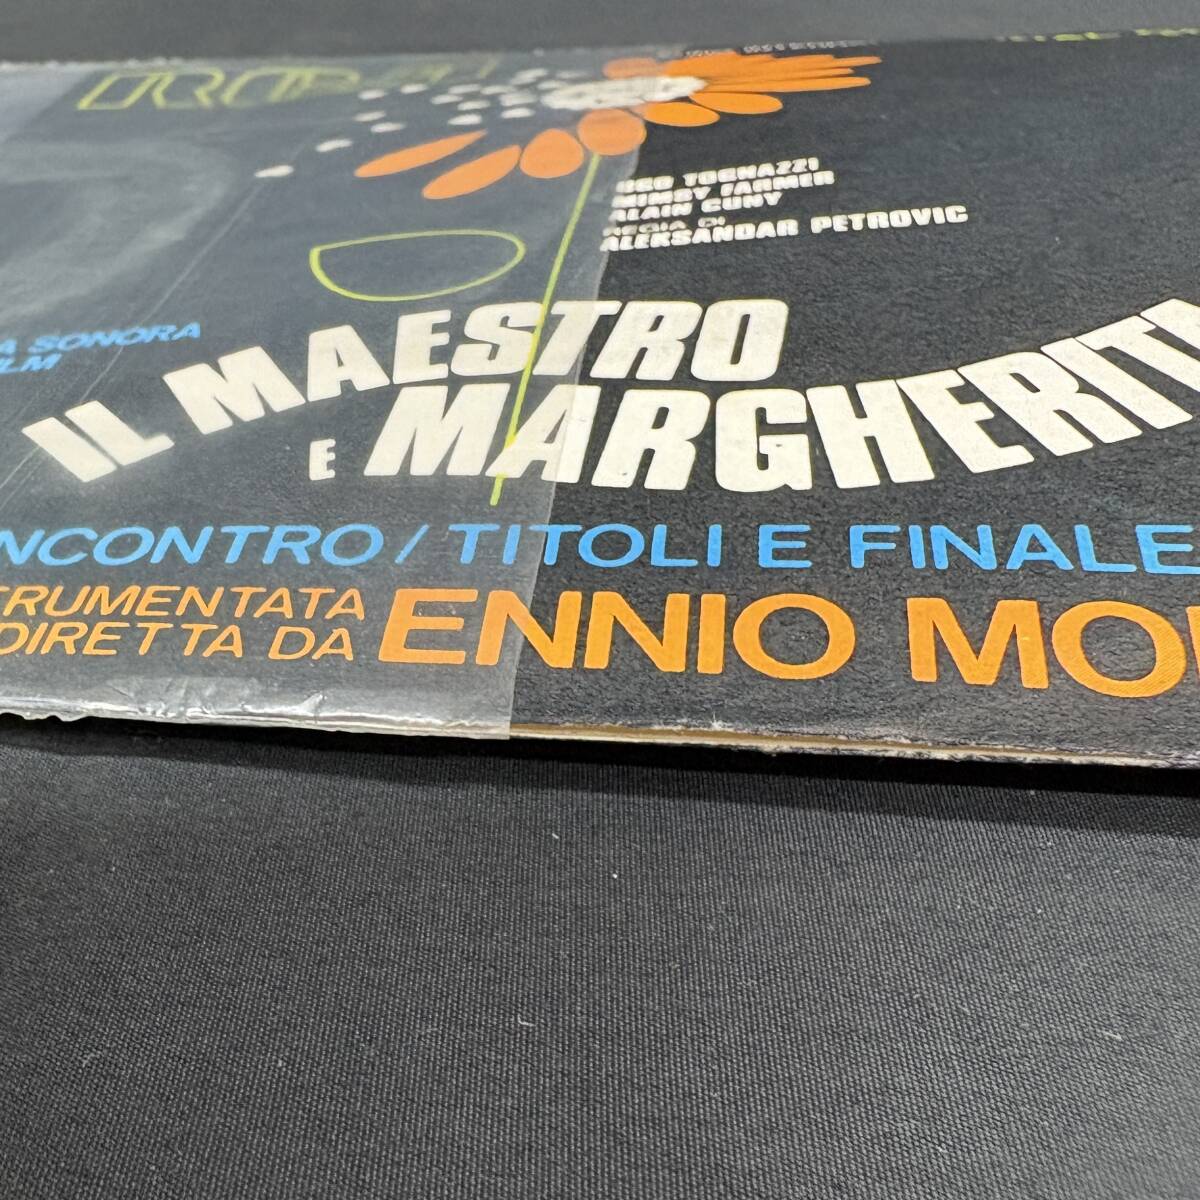 UGO TOGNAZZI
MIMSY FARMER
ALAIN CUNY
REGIA DI
ALEKSANDAR PETROVIC
A SONORA
LM
IL MAESTRO
E MARGHERIT
NCONTRO / TITOLI E FINALE
TRUMENTATA
DIRETTA DA ENNIO MO